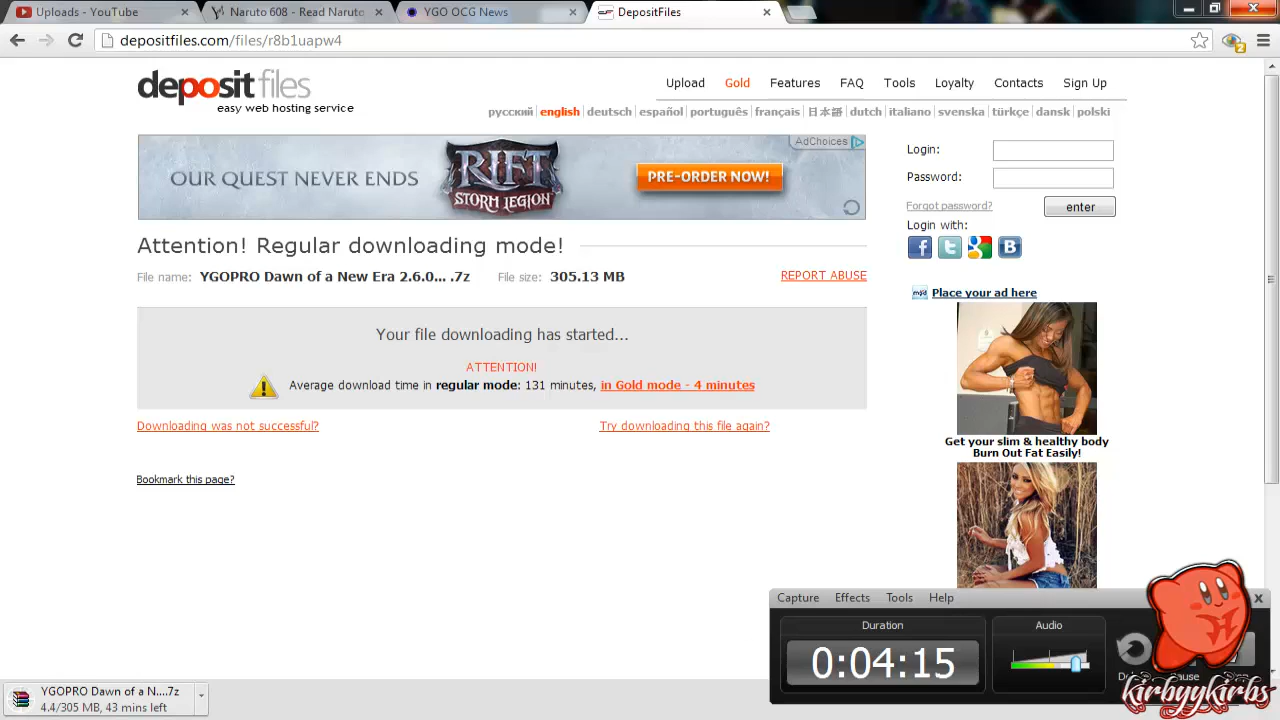 Uploads - YouTube
Naruto 608 - Read Naruto
YGO OCG News
DepositFiles
depositfiles.com/files/r8b1uapw4
2
deposit files
easy web hosting service
Upload Gold Features FAQ Tools Loyalty Contacts Sign Up
русский english deutsch español português français 日本語 dutch italiano svenska türkçe dansk polski
OUR QUEST NEVER ENDS
RIFT
STORM LEGION
PRE-ORDER NOW!
AdChoices
Login:
Password:
Forgot password?
enter
Login with:
Attention! Regular downloading mode!
File name: YGOPRO Dawn of a New Era 2.6.0... .7z File size: 305.13 MB REPORT ABUSE
Place your ad here
Your file downloading has started...
ATTENTION!
Average download time in regular mode: 131 minutes, in Gold mode - 4 minutes
Downloading was not successful? Try downloading this file again?
Get your slim & healthy body
Burn Out Fat Easily!
Bookmark this page?
Capture Effects Tools Help
Duration
0:04:15
Audio
kirbyykirbs
YGOPRO Dawn of a N....7z
4.4/305 MB, 43 mins left